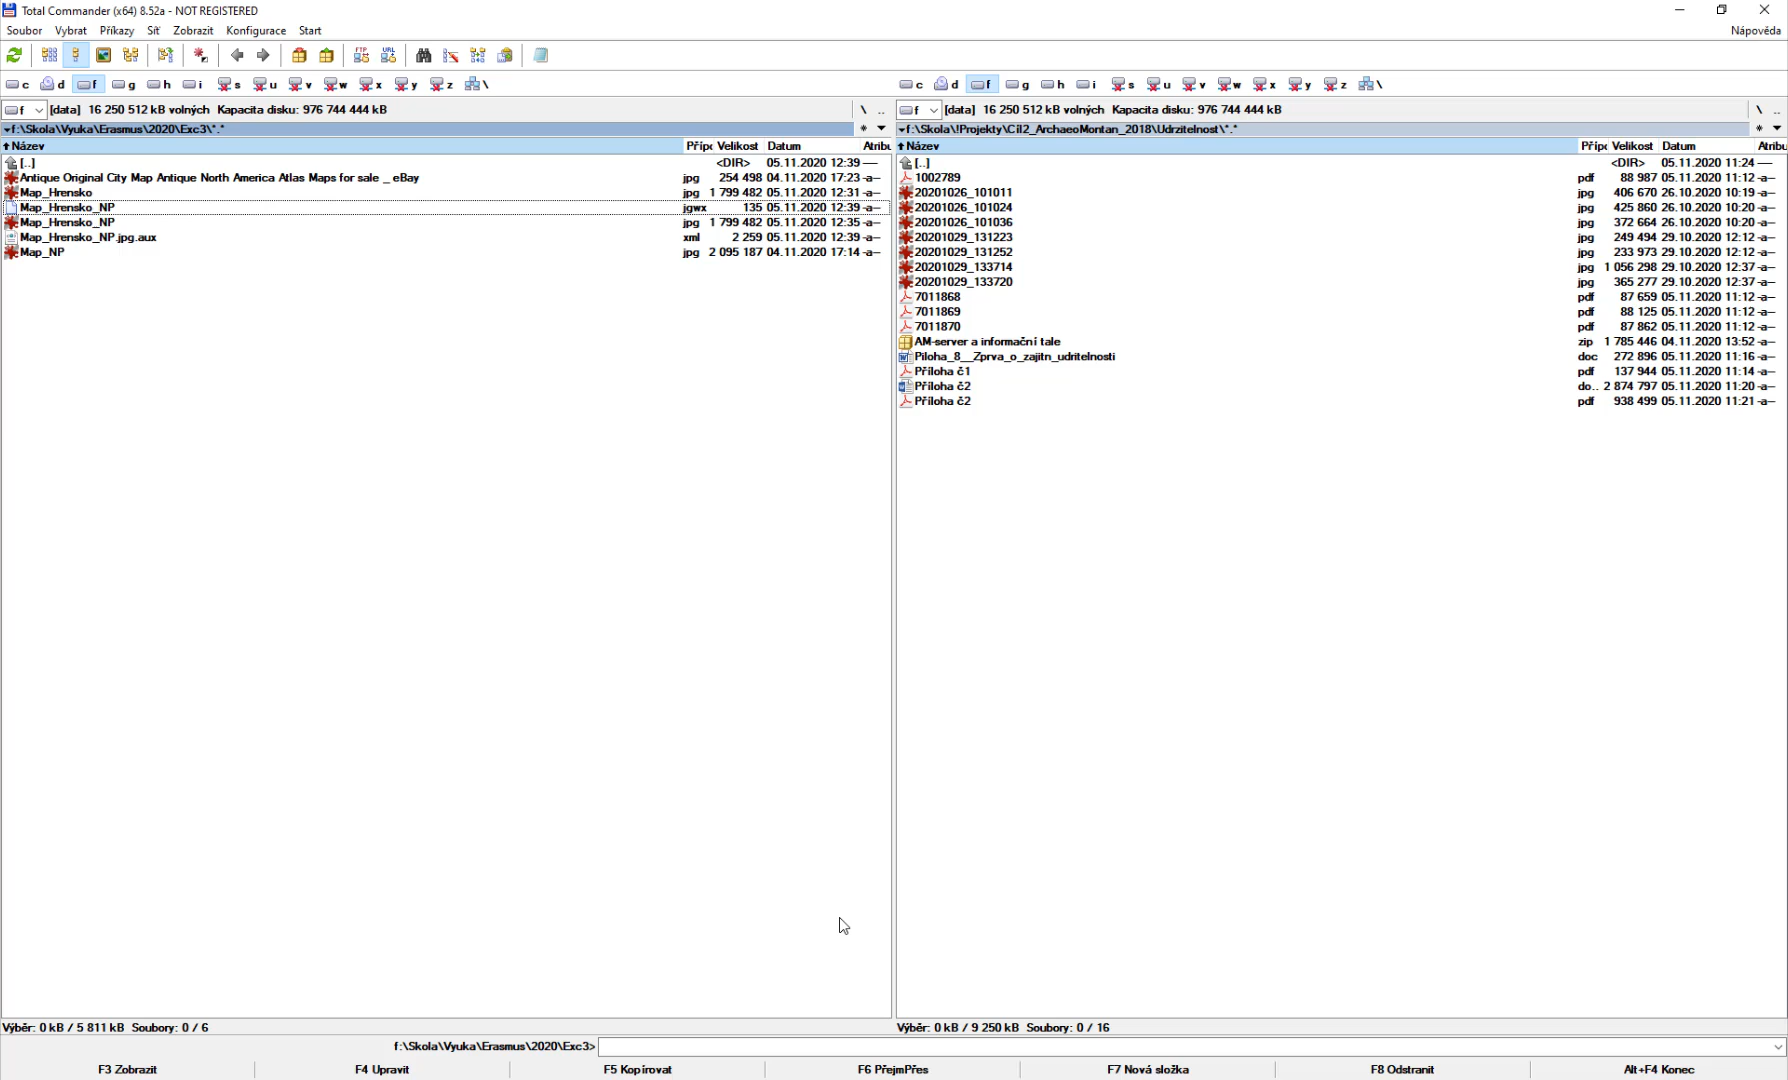 Total Commander (x64) 8.52a - NOT REGISTERED
Soubor Vybrat Příkazy Síť Zobrazit Konfigurace Start Nápověda
FTP URL
c d f g h i s u v w x y z \ c d f g h i s u v w x y z \
f [data] 16 250 512 kB volných Kapacita disku: 976 744 444 kB \ .. f [data] 16 250 512 kB volných Kapacita disku: 976 744 444 kB \ ..
f:\Skola\Vyuka\Erasmus\2020\Exc3\*.* * f:\Skola\!Projekty\Cíl2_ArchaeoMontan_2018\Udrzitelnost\*.* *
Název Přípo Velikost Datum Atribu
[..] <DIR> 05.11.2020 12:39 ----
Antique Original City Map Antique North America Atlas Maps for sale _ eBay jpg 254 498 04.11.2020 17:23 -a--
Map_Hrensko jpg 1 799 482 05.11.2020 12:31 -a--
Map_Hrensko_NP jgwx 135 05.11.2020 12:39 -a--
Map_Hrensko_NP jpg 1 799 482 05.11.2020 12:35 -a--
Map_Hrensko_NP.jpg.aux xml 2 259 05.11.2020 12:39 -a--
Map_NP jpg 2 095 187 04.11.2020 17:14 -a--
Název Přípo Velikost Datum Atribu
[..] <DIR> 05.11.2020 11:24 ----
1002789 pdf 88 987 05.11.2020 11:12 -a--
20201026_101011 jpg 406 670 26.10.2020 10:19 -a--
20201026_101024 jpg 425 860 26.10.2020 10:20 -a--
20201026_101036 jpg 372 664 26.10.2020 10:20 -a--
20201029_131223 jpg 249 494 29.10.2020 12:12 -a--
20201029_131252 jpg 233 973 29.10.2020 12:12 -a--
20201029_133714 jpg 1 056 298 29.10.2020 12:37 -a--
20201029_133720 jpg 365 277 29.10.2020 12:37 -a--
7011868 pdf 87 659 05.11.2020 11:12 -a--
7011869 pdf 88 125 05.11.2020 11:12 -a--
7011870 pdf 87 862 05.11.2020 11:12 -a--
AM-server a informační tale zip 1 785 446 04.11.2020 13:52 -a--
Piloha_8__Zprva_o_zajitn_udritelnosti doc 272 896 05.11.2020 11:16 -a--
Příloha č1 pdf 137 944 05.11.2020 11:14 -a--
Příloha č2 do.. 2 874 797 05.11.2020 11:20 -a--
Příloha č2 pdf 938 499 05.11.2020 11:21 -a--
Výběr: 0 kB / 5 811 kB Soubory: 0 / 6 Výběr: 0 kB / 9 250 kB Soubory: 0 / 16
f:\Skola\Vyuka\Erasmus\2020\Exc3>
F3 Zobrazit F4 Upravit F5 Kopírovat F6 PřejmPřes F7 Nová složka F8 Odstranit Alt+F4 Konec